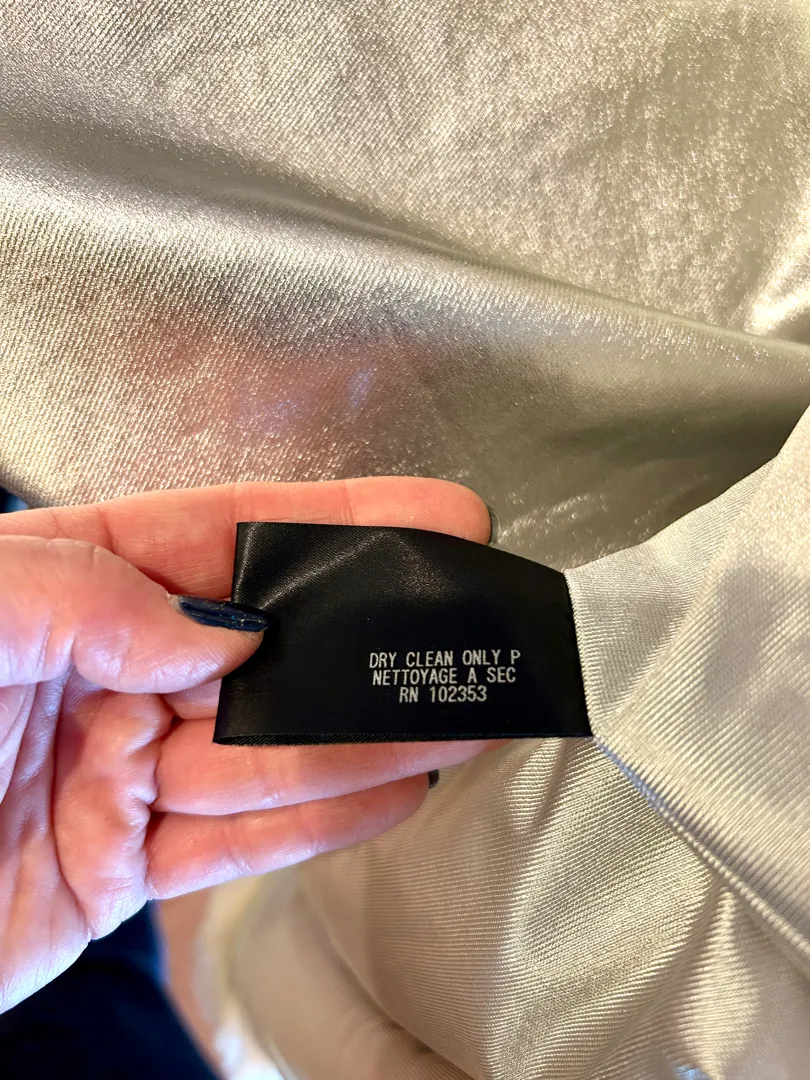 DRY CLEAN ONLY P
NETTOYAGE A SEC
RN 102353